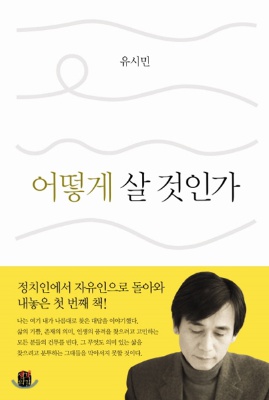 유시민
어떻게 살 것인가
정치인에서 자유인으로 돌아와
내놓은 첫 번째 책!
나는 여기 내가 나름대로 찾은 대답을 이야기했다.
삶의 기쁨, 존재의 의미, 인생의 품격을 찾으려고 고민하는
모든 분들의 건투를 빈다. 그 무엇도 의미 있는 삶을
찾으려고 분투하는 그대들을 막아서지 못할 것이다.